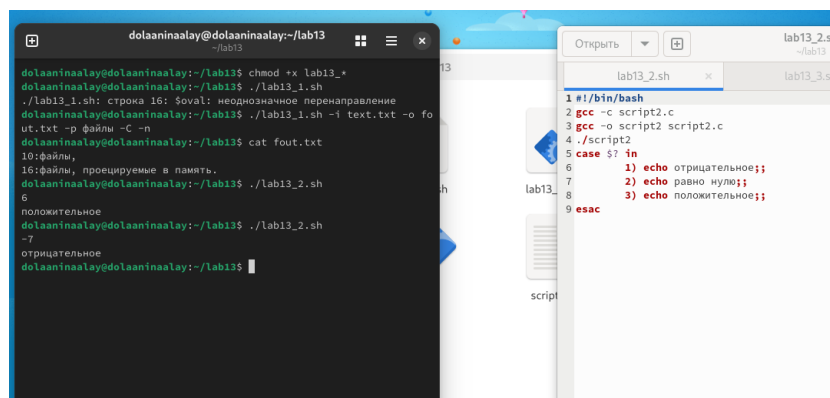 dolaaninaalay@dolaaninaalay:~/lab13
~/lab13
dolaaninaalay@dolaaninaalay:~/lab13$ chmod +x lab13_*
dolaaninaalay@dolaaninaalay:~/lab13$ ./lab13_1.sh
./lab13_1.sh: строка 16: $oval: неоднозначное перенаправление
dolaaninaalay@dolaaninaalay:~/lab13$ ./lab13_1.sh -i text.txt -o fo
ut.txt -p файлы -C -n
dolaaninaalay@dolaaninaalay:~/lab13$ cat fout.txt
10:файлы,
16:файлы, проецируемые в память.
dolaaninaalay@dolaaninaalay:~/lab13$ ./lab13_2.sh
6
положительное
dolaaninaalay@dolaaninaalay:~/lab13$ ./lab13_2.sh
-7
отрицательное
dolaaninaalay@dolaaninaalay:~/lab13$
13
sh
lab13_
script
Открыть
lab13_2.s
~/lab13
lab13_2.sh ×
lab13_3.s
1 #!/bin/bash
2 gcc -c script2.c
3 gcc -o script2 script2.c
4 ./script2
5 case $? in
6 1) echo отрицательное;;
7 2) echo равно нулю;;
8 3) echo положительное;;
9 esac